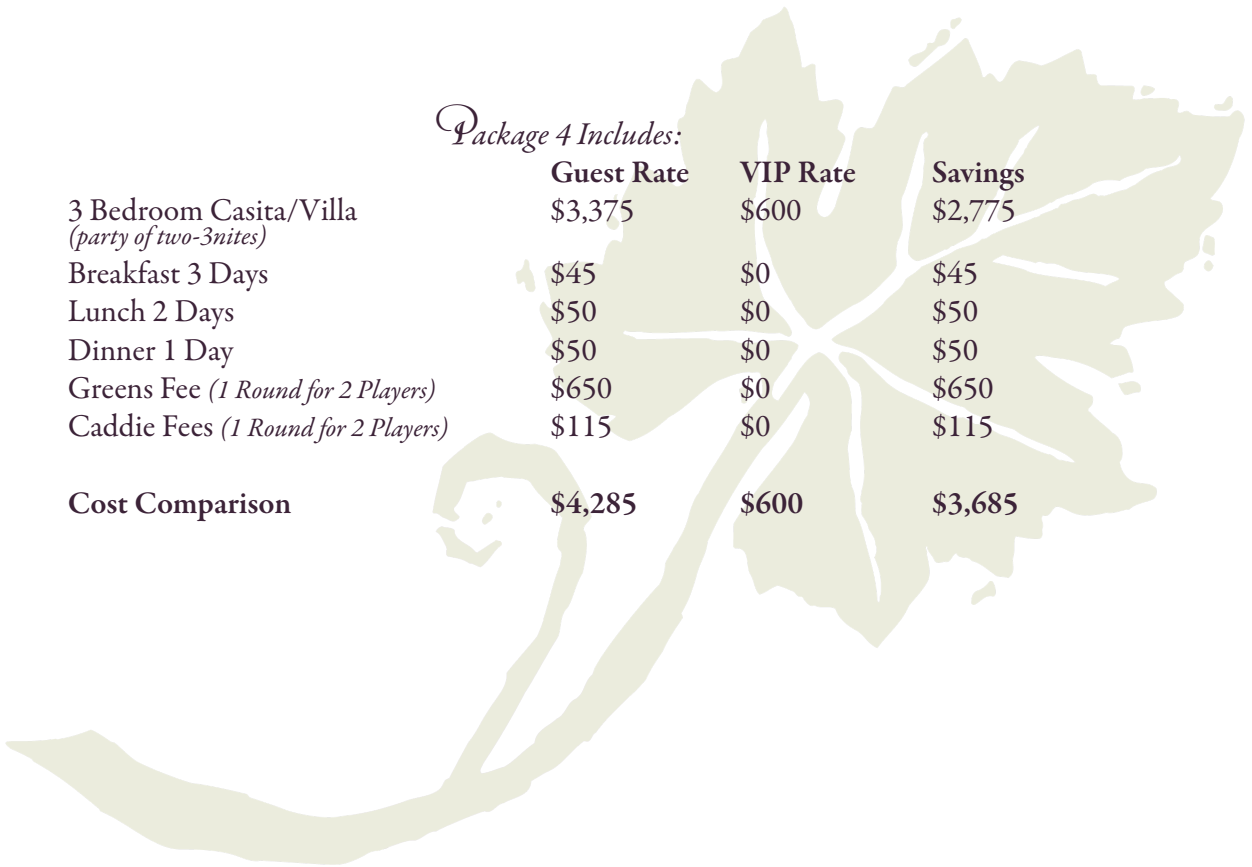 Package 4 Includes:
Guest Rate VIP Rate Savings
3 Bedroom Casita/Villa $3,375 $600 $2,775
(party of two-3nites)
Breakfast 3 Days $45 $0 $45
Lunch 2 Days $50 $0 $50
Dinner 1 Day $50 $0 $50
Greens Fee (1 Round for 2 Players) $650 $0 $650
Caddie Fees (1 Round for 2 Players) $115 $0 $115
Cost Comparison $4,285 $600 $3,685